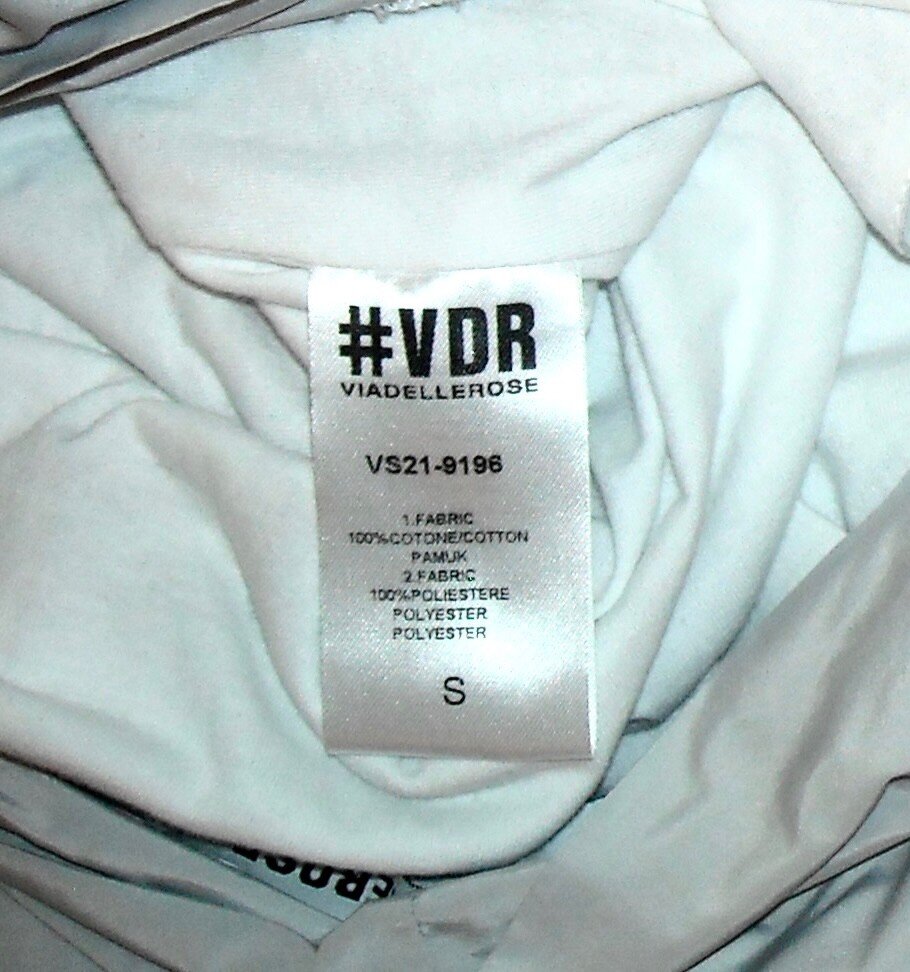 #VDR
VIADELLEROSE
VS21-9196
1.FABRIC
100%COTONE/COTTON
PAMUK
2.FABRIC
100%POLIESTERE
POLYESTER
POLYESTER
S